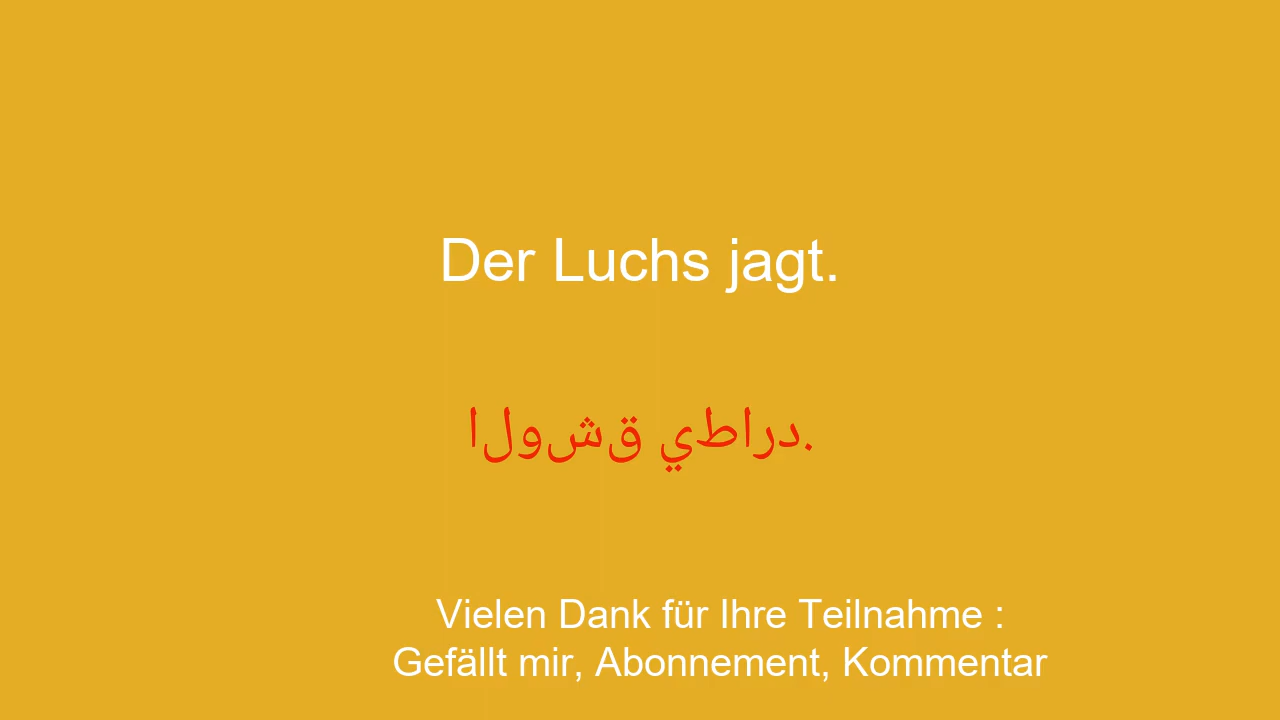 Der Luchs jagt.
الوشق يطارد.
Vielen Dank für Ihre Teilnahme :
Gefällt mir, Abonnement, Kommentar